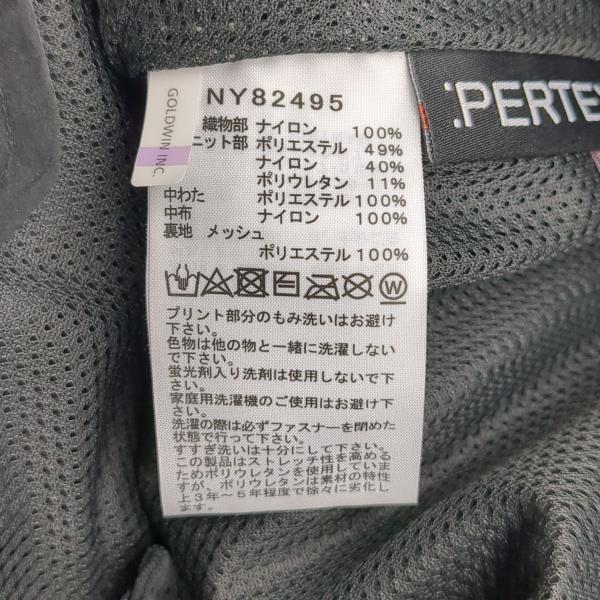 GOLDWIN INC.
NY82495
織物部 ナイロン 100%
ニット部 ポリエステル 49%
ナイロン 40%
ポリウレタン 11%
中わた ポリエステル 100%
中布 ナイロン 100%
裏地 メッシュ
ポリエステル 100%
W
プリント部分のもみ洗いはお避け
下さい。
色物は他の物と一緒に洗濯しない
で下さい。
蛍光剤入り洗剤は使用しないで下
さい。
家庭用洗濯機のご使用はお避け
下さい。
洗濯の際は必ずファスナーを閉めた
状態で行って下さい。
すすぎ洗いは十分にして下さい。
この製品はストレッチ性を高める
ためポリウレタンを使用していま
すが、ポリウレタンは素材の特性
上3年～5年程度で徐々に劣化し
ます。
:PERTE